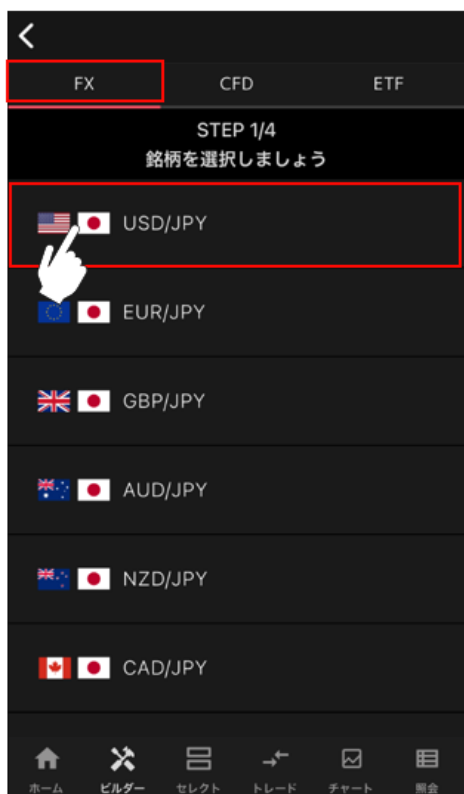 FX
CFD
ETF
STEP 1/4
銘柄を選択しましょう
USD/JPY
EUR/JPY
GBP/JPY
AUD/JPY
NZD/JPY
CAD/JPY
ホーム
ビルダー
セレクト
トレード
チャート
照会